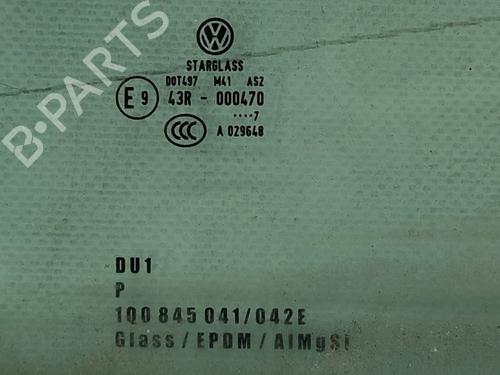 B-PARTS
STARGLASS
DOT497 M41 AS2
E 9 43R - 000470
····7
CCC A 029648
DU1
P
1Q0 845 041/042E
Glass / EPDM / AlMgSi